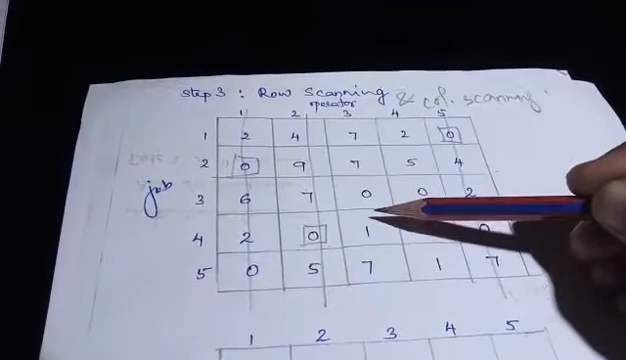 Step 3 : Row Scanning & col. scanning
operator
1 2 3 4 5
1 2 4 7 2 0
2 0 9 7 5 4
job
3 6 7 0 0 2
4 2 0 1 0
5 0 5 7 1 7
1 2 3 4 5